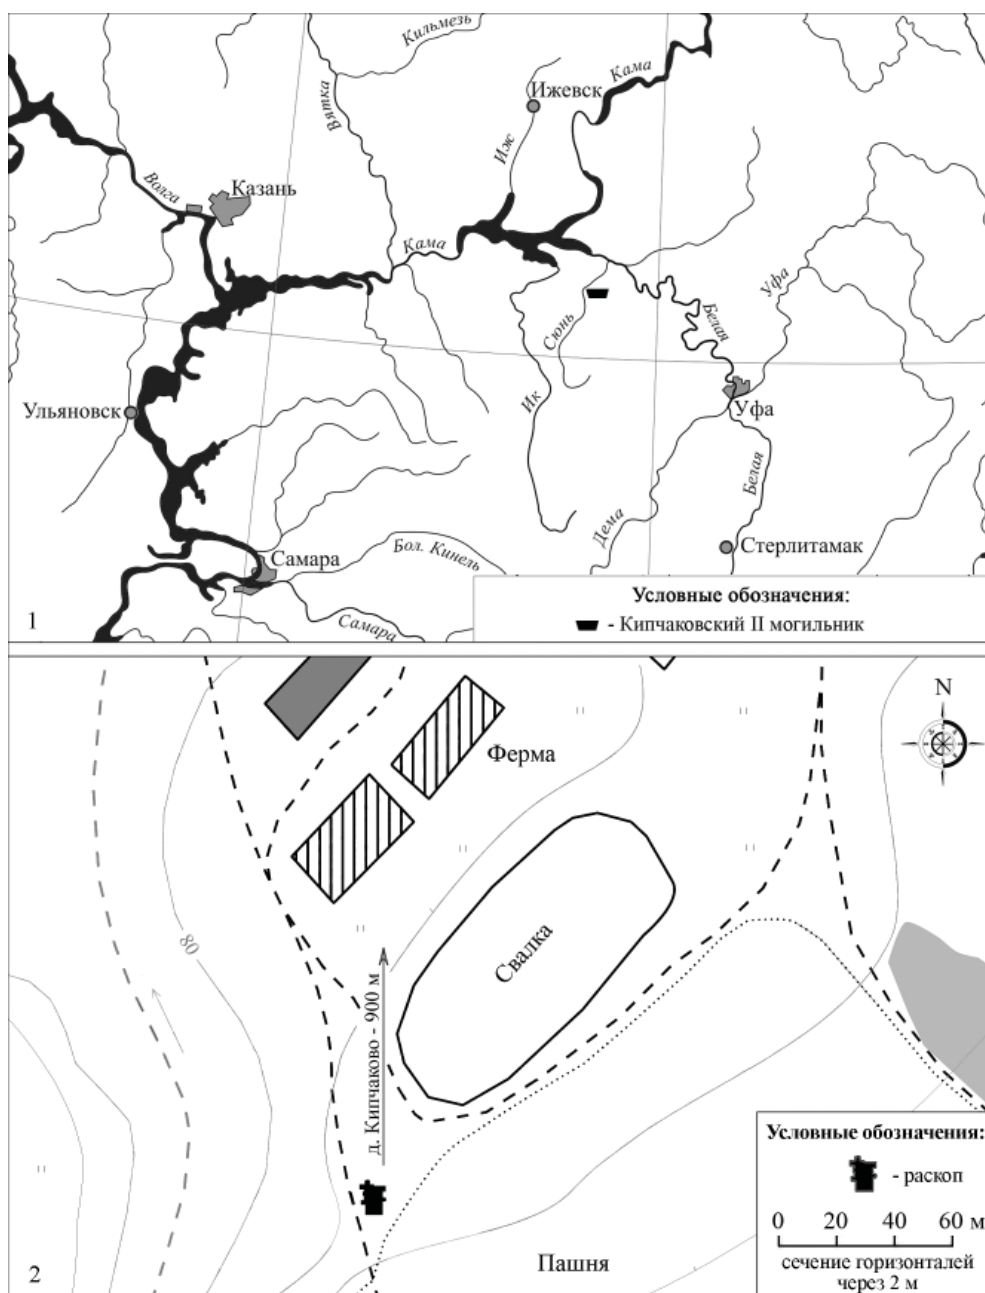 Кильмезь
Кама
Ижевск
Вятка
Иж
Волга
Казань
Кама
Уфа
Белая
Сюнь
Ик
Ульяновск
Уфа
Белая
Дема
Стерлитамак
Бол. Кинель
Самара
Самара
Условные обозначения:
- Кипчаковский II могильник
1
N
Ферма
80
Свалка
д. Кипчаково - 900 м
Пашня
Условные обозначения:
- раскоп
0 20 40 60 м
сечение горизонталей
через 2 м
2